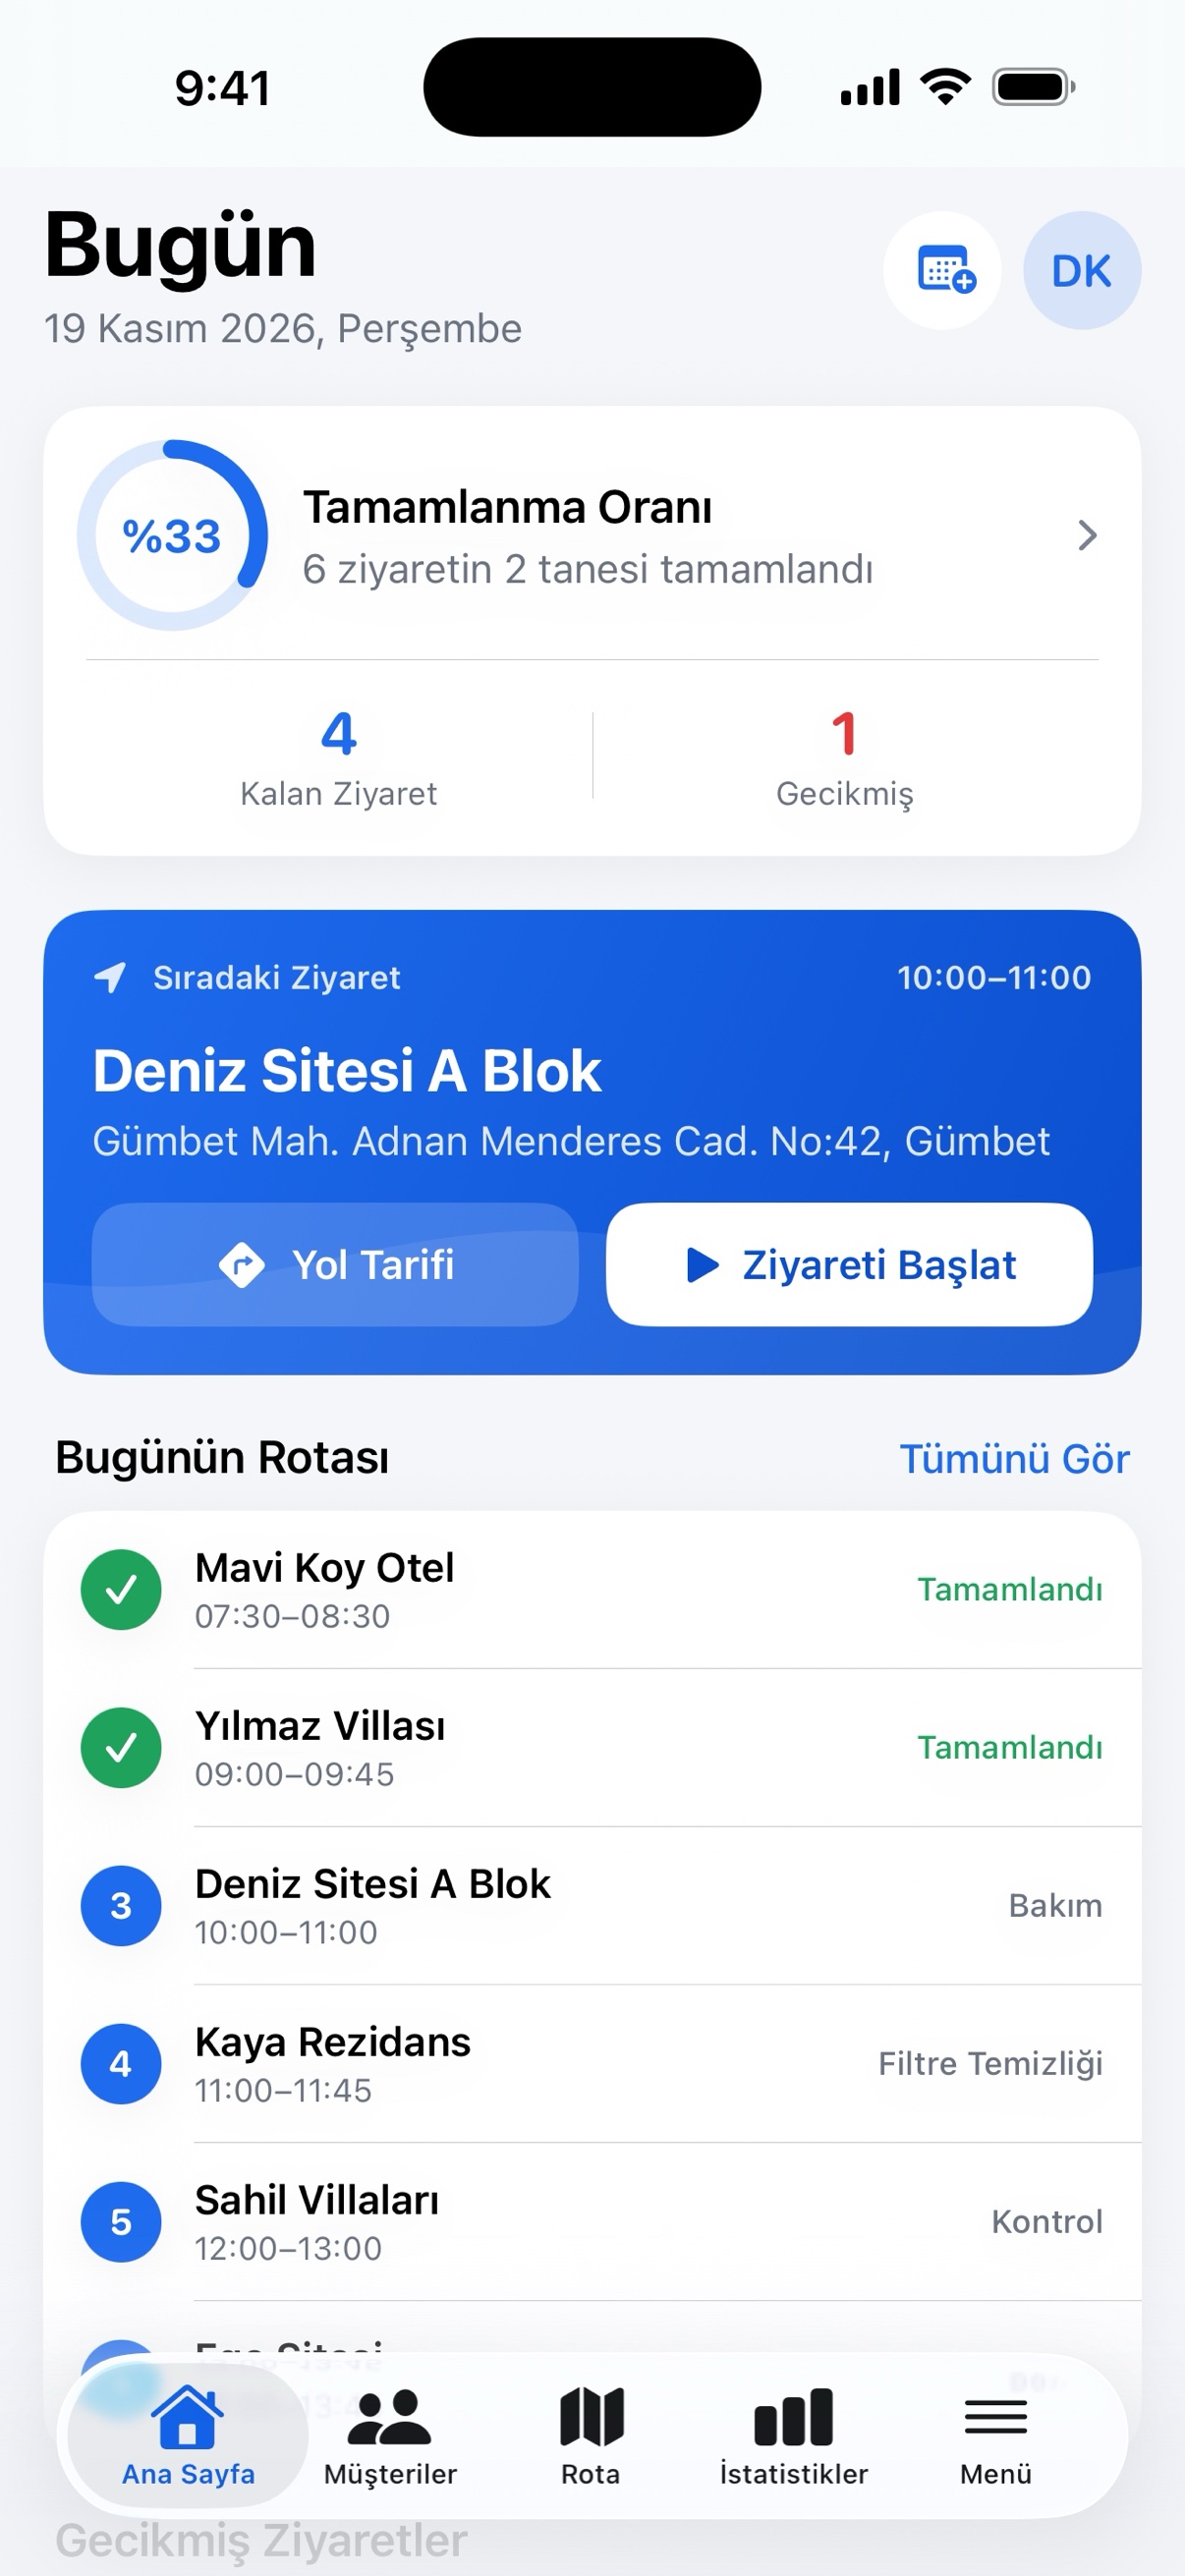 9:41
Bugün
19 Kasım 2026, Perşembe
DK
%33
Tamamlanma Oranı
6 ziyaretin 2 tanesi tamamlandı
4
Kalan Ziyaret
1
Gecikmiş
Sıradaki Ziyaret
10:00–11:00
Deniz Sitesi A Blok
Gümbet Mah. Adnan Menderes Cad. No:42, Gümbet
Yol Tarifi
Ziyareti Başlat
Bugünün Rotası
Tümünü Gör
Mavi Koy Otel
07:30–08:30
Tamamlandı
Yılmaz Villası
09:00–09:45
Tamamlandı
3
Deniz Sitesi A Blok
10:00–11:00
Bakım
4
Kaya Rezidans
11:00–11:45
Filtre Temizliği
5
Sahil Villaları
12:00–13:00
Kontrol
Ege Sitesi
Ana Sayfa
Müşteriler
Rota
İstatistikler
Menü
Gecikmiş Ziyaretler